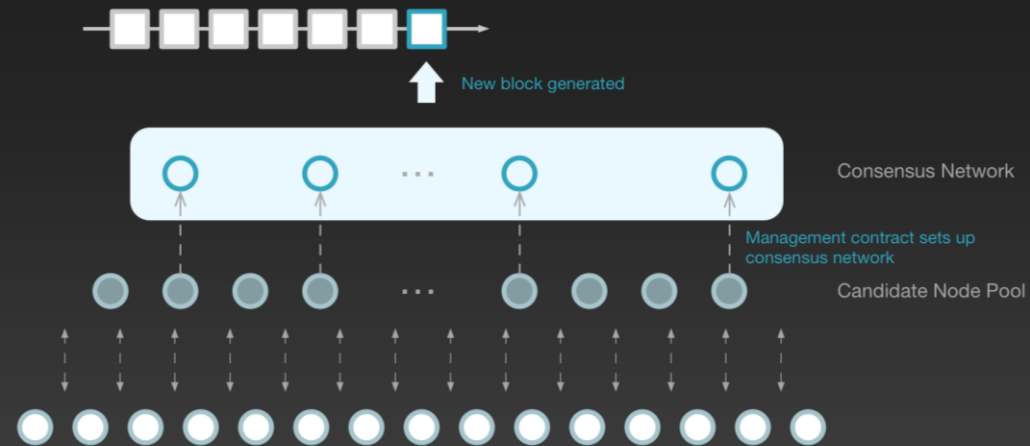 New block generated
Consensus Network
Management contract sets up
consensus network
Candidate Node Pool